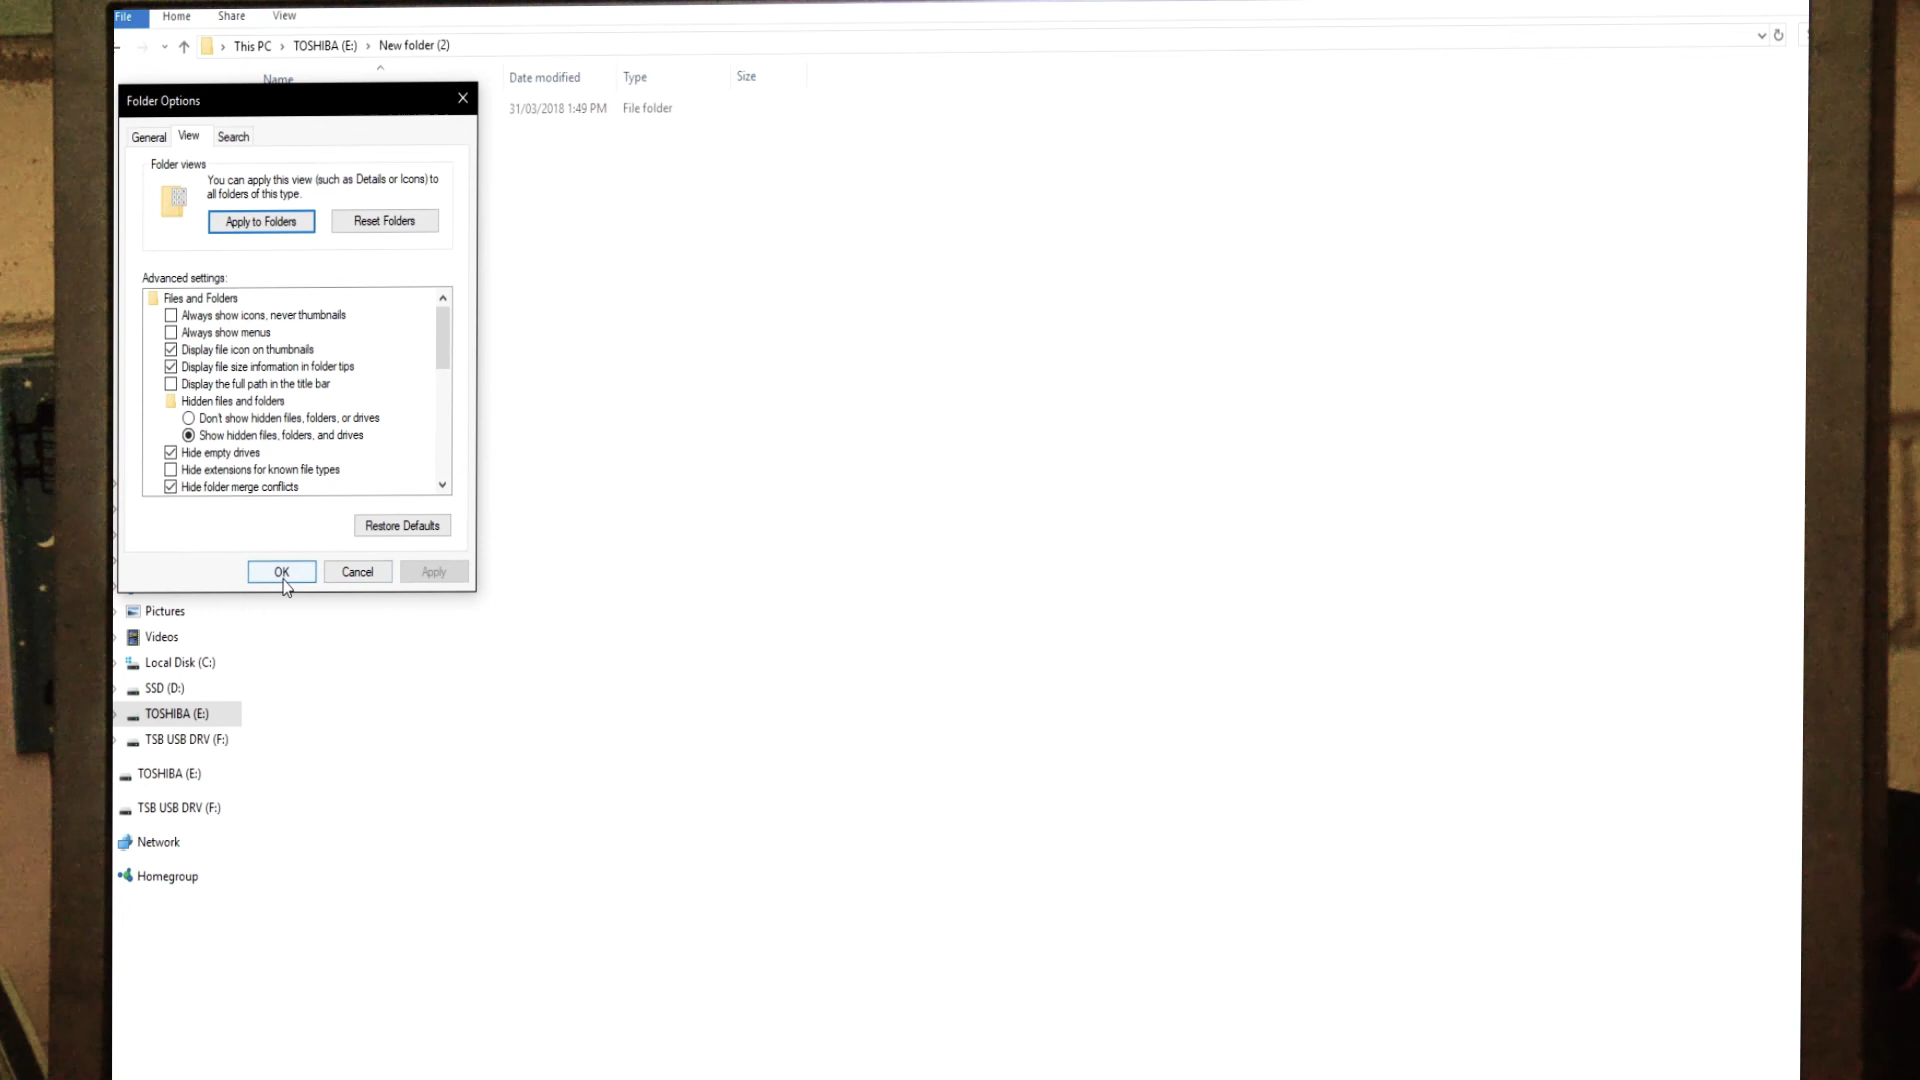 File Home Share View
This PC > TOSHIBA (E:) > New folder (2)
Name Date modified Type Size
31/03/2018 1:49 PM File folder
Folder Options
General View Search
Folder views
You can apply this view (such as Details or Icons) to
all folders of this type.
Apply to Folders Reset Folders
Advanced settings:
Files and Folders
Always show icons, never thumbnails
Always show menus
Display file icon on thumbnails
Display file size information in folder tips
Display the full path in the title bar
Hidden files and folders
Don't show hidden files, folders, or drives
Show hidden files, folders, and drives
Hide empty drives
Hide extensions for known file types
Hide folder merge conflicts
Restore Defaults
OK Cancel Apply
Pictures
Videos
Local Disk (C:)
SSD (D:)
TOSHIBA (E:)
TSB USB DRV (F:)
TOSHIBA (E:)
TSB USB DRV (F:)
Network
Homegroup